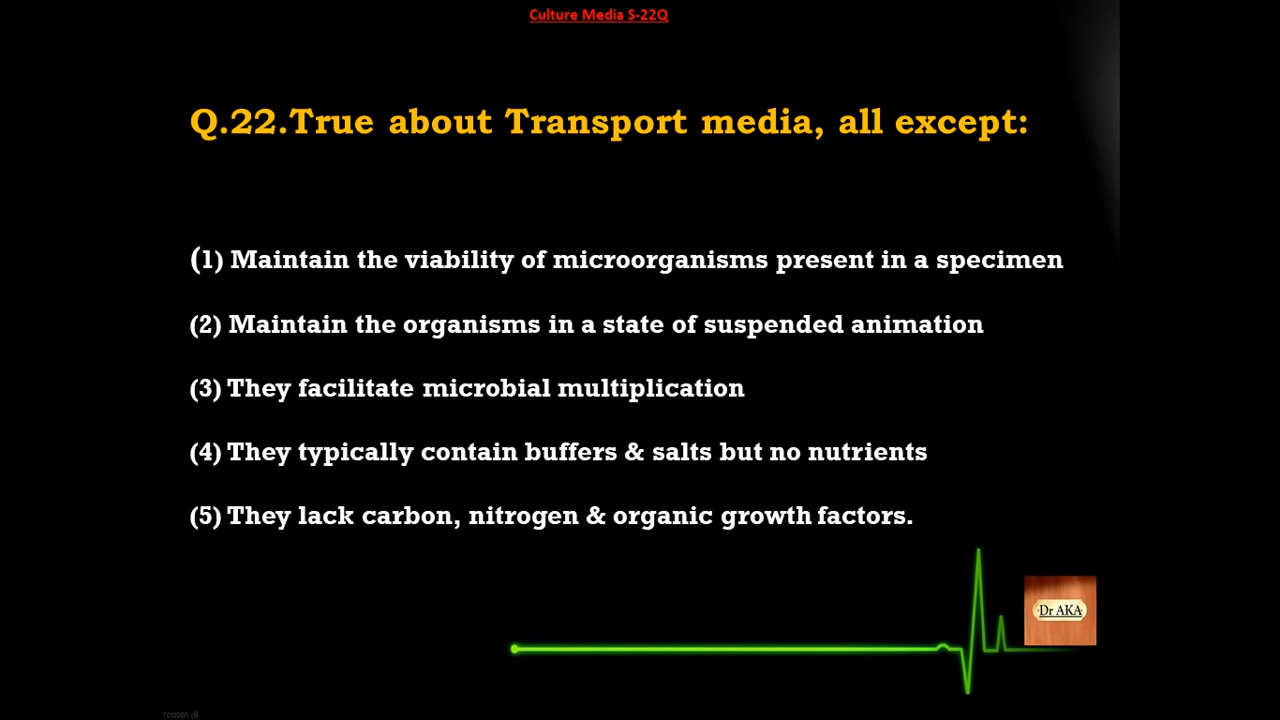 Culture Media S-22Q
Q.22.True about Transport media, all except:
(1) Maintain the viability of microorganisms present in a specimen
(2) Maintain the organisms in a state of suspended animation
(3) They facilitate microbial multiplication
(4) They typically contain buffers & salts but no nutrients
(5) They lack carbon, nitrogen & organic growth factors.
Dr AKA